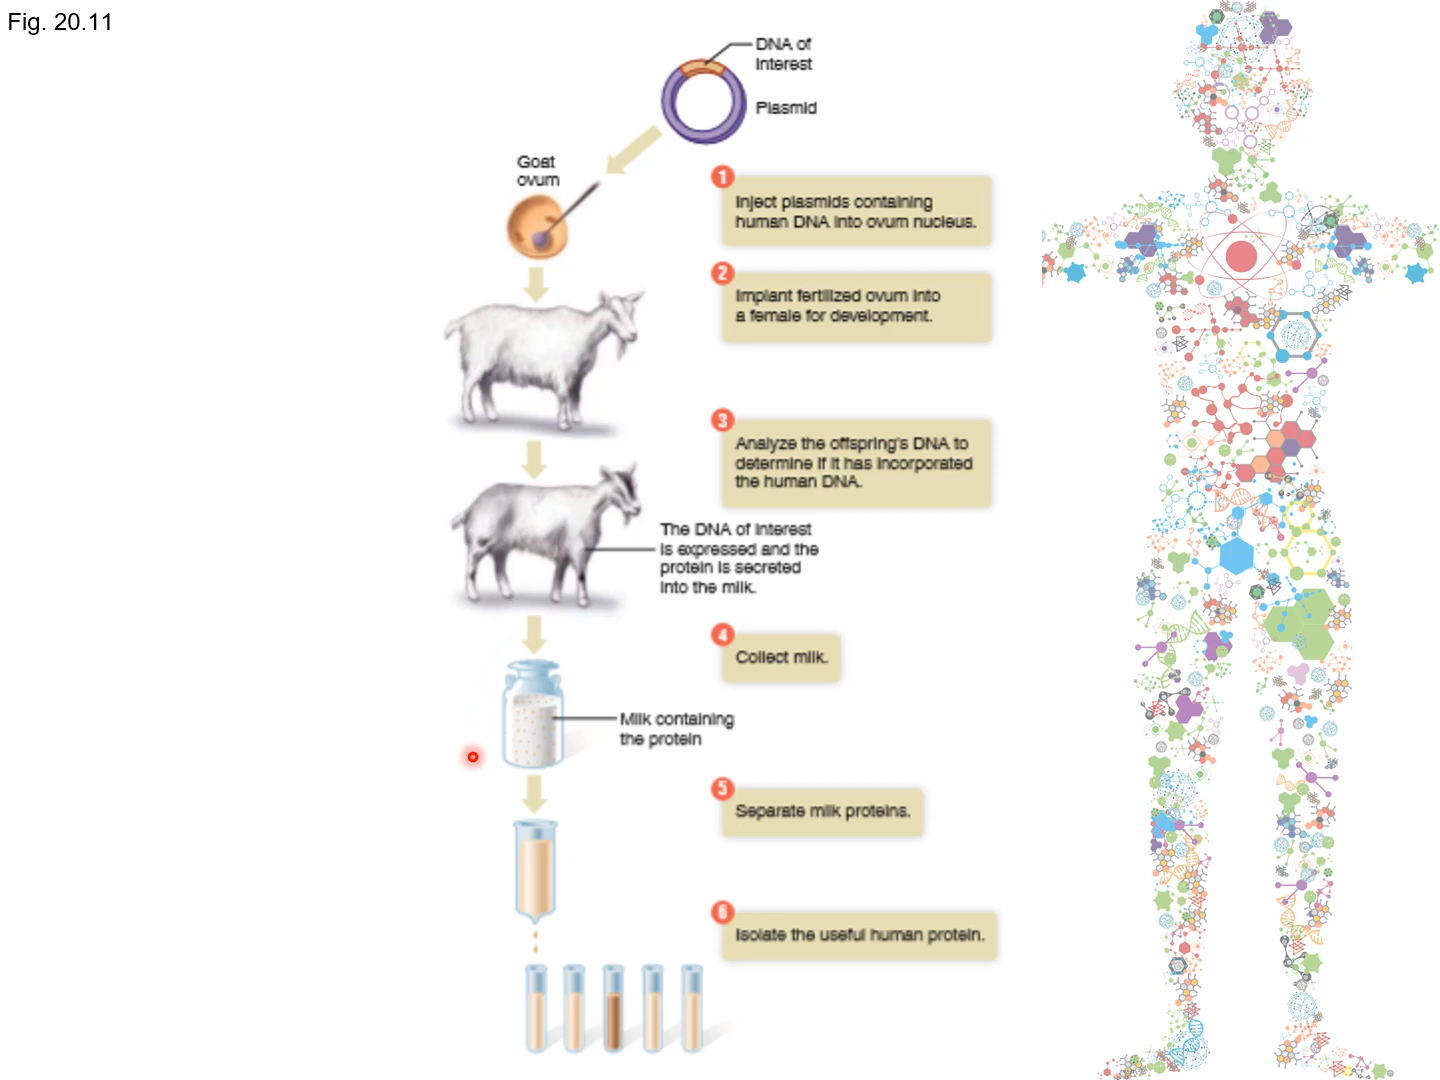 Fig. 20.11
DNA of
interest
Plasmid
Goat
ovum
1
Inject plasmids containing
human DNA into ovum nucleus.
2
Implant fertilized ovum into
a female for development.
3
Analyze the offspring's DNA to
determine if it has incorporated
the human DNA.
The DNA of interest
is expressed and the
protein is secreted
into the milk.
4
Collect milk.
Milk containing
the protein
5
Separate milk proteins.
6
Isolate the useful human protein.